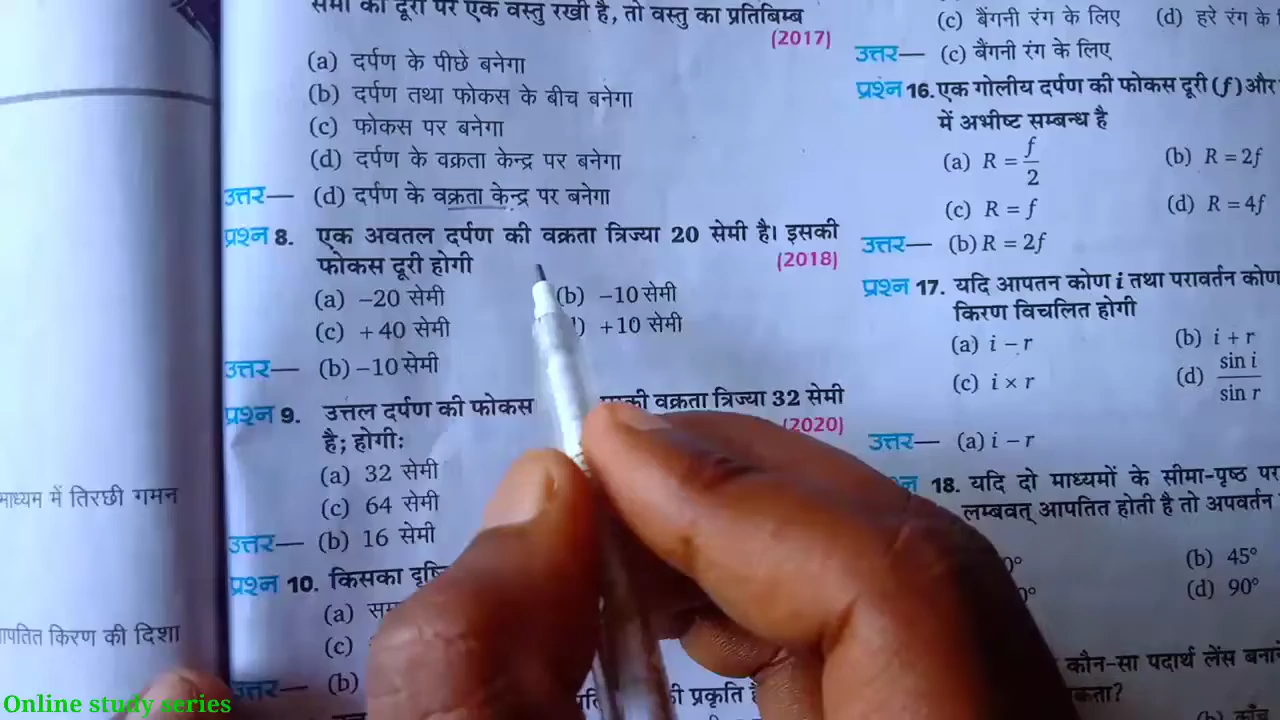 की दूरी पर एक वस्तु रखी है, तो वस्तु का प्रतिबिम्ब
(2017)
(a) दर्पण के पीछे बनेगा
(b) दर्पण तथा फोकस के बीच बनेगा
(c) फोकस पर बनेगा
(d) दर्पण के वक्रता केन्द्र पर बनेगा
उत्तर— (d) दर्पण के वक्रता केन्द्र पर बनेगा
प्रश्न 8. एक अवतल दर्पण की वक्रता त्रिज्या 20 सेमी है। इसकी
फोकस दूरी होगी (2018)
(a) –20 सेमी (b) –10 सेमी
(c) +40 सेमी +10 सेमी
उत्तर— (b) –10 सेमी
प्रश्न 9. उत्तल दर्पण की फोकस वक्रता त्रिज्या 32 सेमी
है; होगीः (2020)
(a) 32 सेमी
(c) 64 सेमी
उत्तर— (b) 16 सेमी
प्रश्न 10. किसका
(a)
(c)
उत्तर— (b)
की प्रकृति
(c) बैंगनी रंग के लिए (d) हरे रंग के
उत्तर— (c) बैंगनी रंग के लिए
प्रश्न 16. एक गोलीय दर्पण की फोकस दूरी (f) और
में अभीष्ट सम्बन्ध है
(a) R = f/2 (b) R = 2f
(c) R = f (d) R = 4f
उत्तर— (b) R = 2f
प्रश्न 17. यदि आपतन कोण i तथा परावर्तन कोण
किरण विचलित होगी
(a) i – r (b) i + r
(c) i × r (d) sin i / sin r
उत्तर— (a) i – r
18. यदि दो माध्यमों के सीमा-पृष्ठ पर
लम्बवत् आपतित होती है तो अपवर्तन
(b) 45°
(d) 90°
कौन-सा पदार्थ लेंस
माध्यम में तिरछी गमन
किरण की दिशा
Online study series